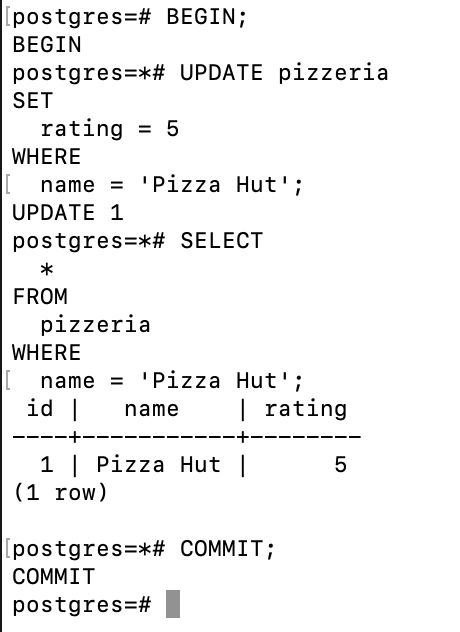 [postgres=# BEGIN;
BEGIN
postgres=*# UPDATE pizzeria
SET
  rating = 5
WHERE
[  name = 'Pizza Hut';
UPDATE 1
postgres=*# SELECT
  *
FROM
  pizzeria
WHERE
[  name = 'Pizza Hut';
 id |   name    | rating
----+-----------+--------
  1 | Pizza Hut |      5
(1 row)

[postgres=*# COMMIT;
COMMIT
postgres=#